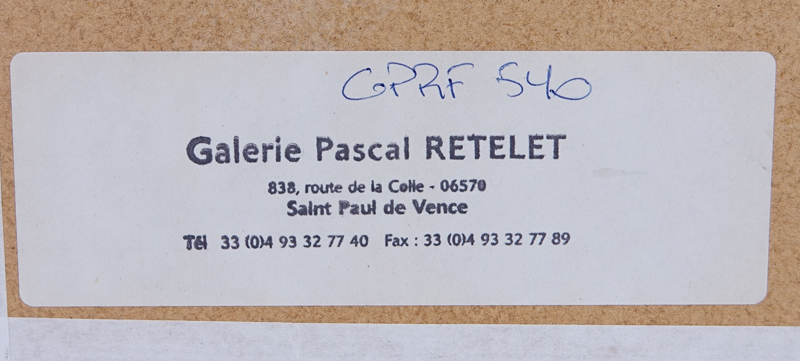 GPRF 540
Galerie Pascal RETELET
838, route de la Colle - 06570
Saint Paul de Vence
Tél 33 (0)4 93 32 77 40 Fax : 33 (0)4 93 32 77 89